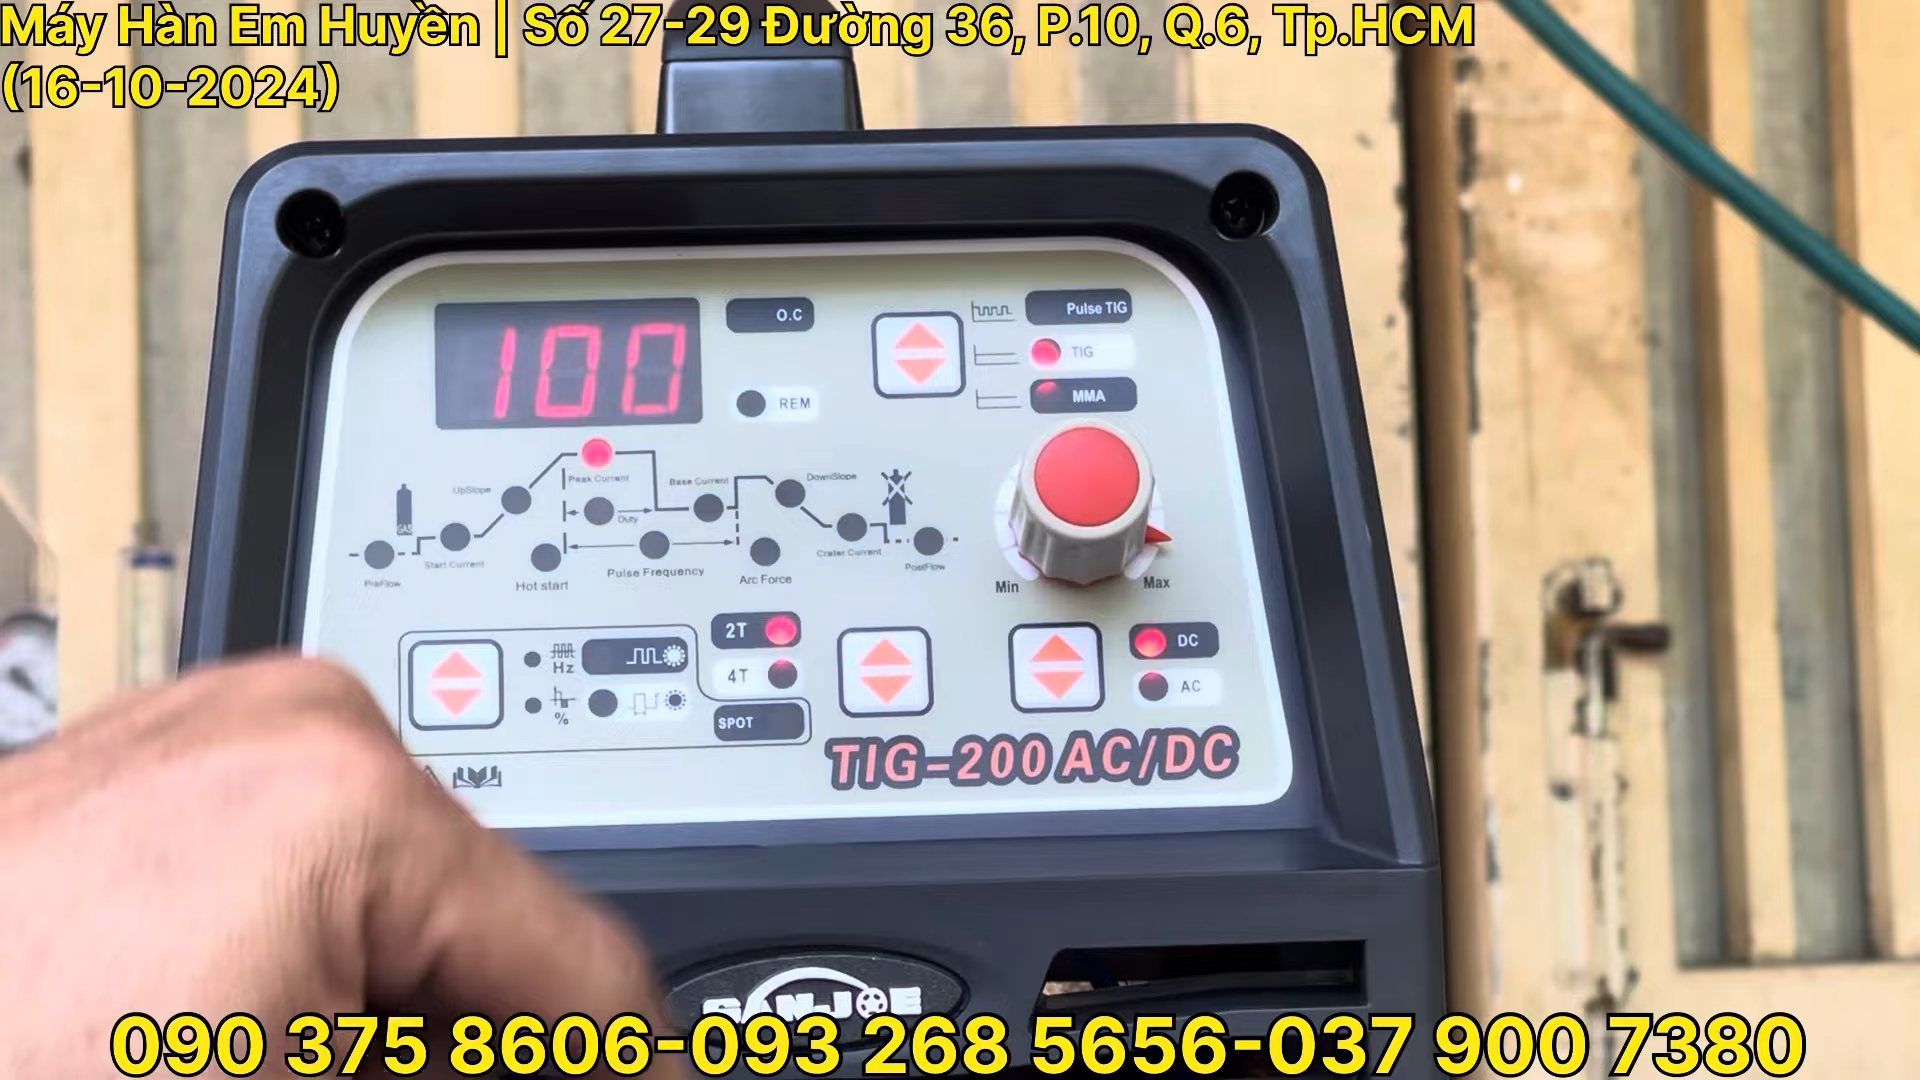 Máy Hàn Em Huyền | Số 27-29 Đường 36, P.10, Q.6, Tp.HCM
(16-10-2024)
100
O.C
REM
Pulse TIG
TIG
MMA
GAS
UpSlope
Peak Current
Base Current
DownSlope
Duty
PreFlow
Start Current
Hot start
Pulse Frequency
Arc Force
Crater Current
PostFlow
Min
Max
Hz
%
2T
4T
SPOT
DC
AC
TIG-200 AC/DC
SANJOE
090 375 8606-093 268 5656-037 900 7380